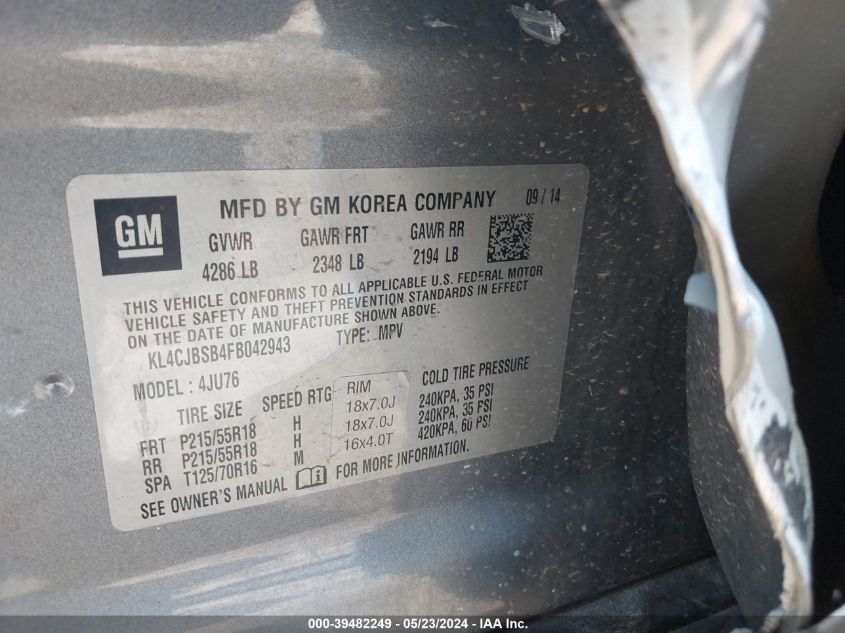 GM
MFD BY GM KOREA COMPANY 09/14
GVWR GAWR FRT GAWR RR
4286 LB 2348 LB 2194 LB
THIS VEHICLE CONFORMS TO ALL APPLICABLE U.S. FEDERAL MOTOR
VEHICLE SAFETY AND THEFT PREVENTION STANDARDS IN EFFECT
ON THE DATE OF MANUFACTURE SHOWN ABOVE.
KL4CJBSB4FB042943 TYPE: MPV
MODEL: 4JU76
TIRE SIZE SPEED RTG RIM COLD TIRE PRESSURE
FRT P215/55R18 H 18x7.0J 240KPA, 35 PSI
RR P215/55R18 H 18x7.0J 240KPA, 35 PSI
SPA T125/70R16 M 16x4.0T 420KPA, 60 PSI
SEE OWNER'S MANUAL FOR MORE INFORMATION.
000-39482249 - 05/23/2024 - IAA Inc.